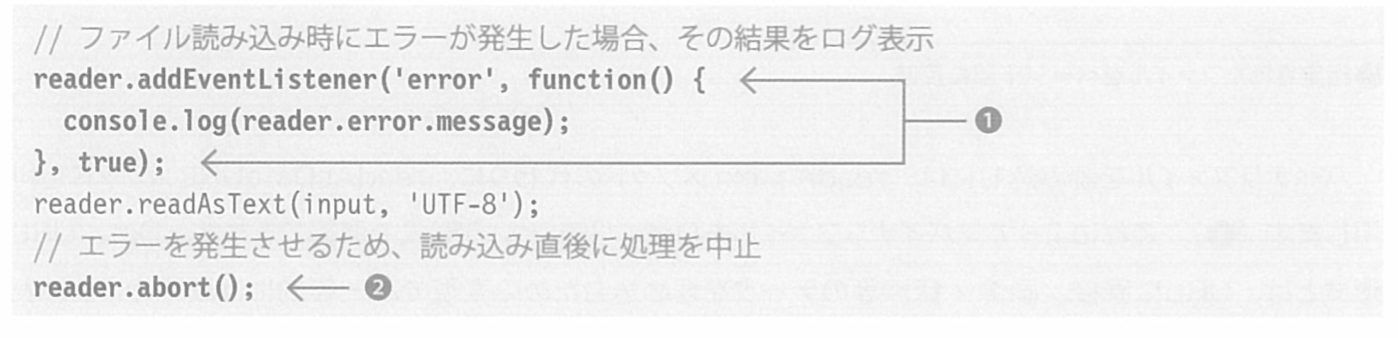 // ファイル読み込み時にエラーが発生した場合、その結果をログ表示
reader.addEventListener('error', function() {
console.log(reader.error.message);
❶
}, true);
reader.readAsText(input, 'UTF-8');
// エラーを発生させるため、読み込み直後に処理を中止
reader.abort(); ❷